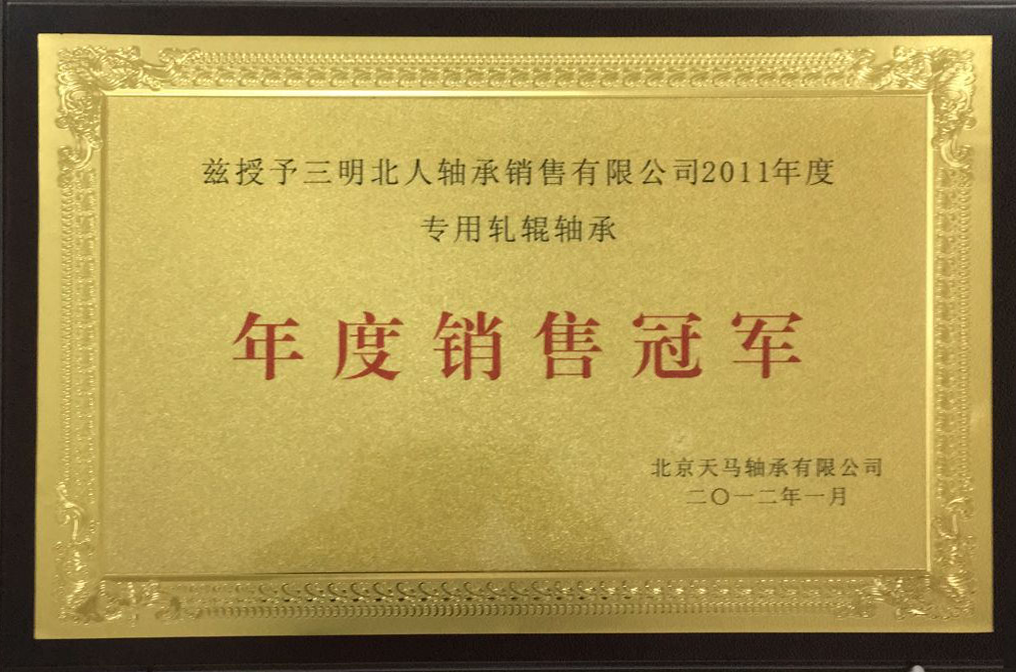 兹授予三明北人轴承销售有限公司2011年度
专用轧辊轴承
年度销售冠军
北京天马轴承有限公司
二〇一二年一月